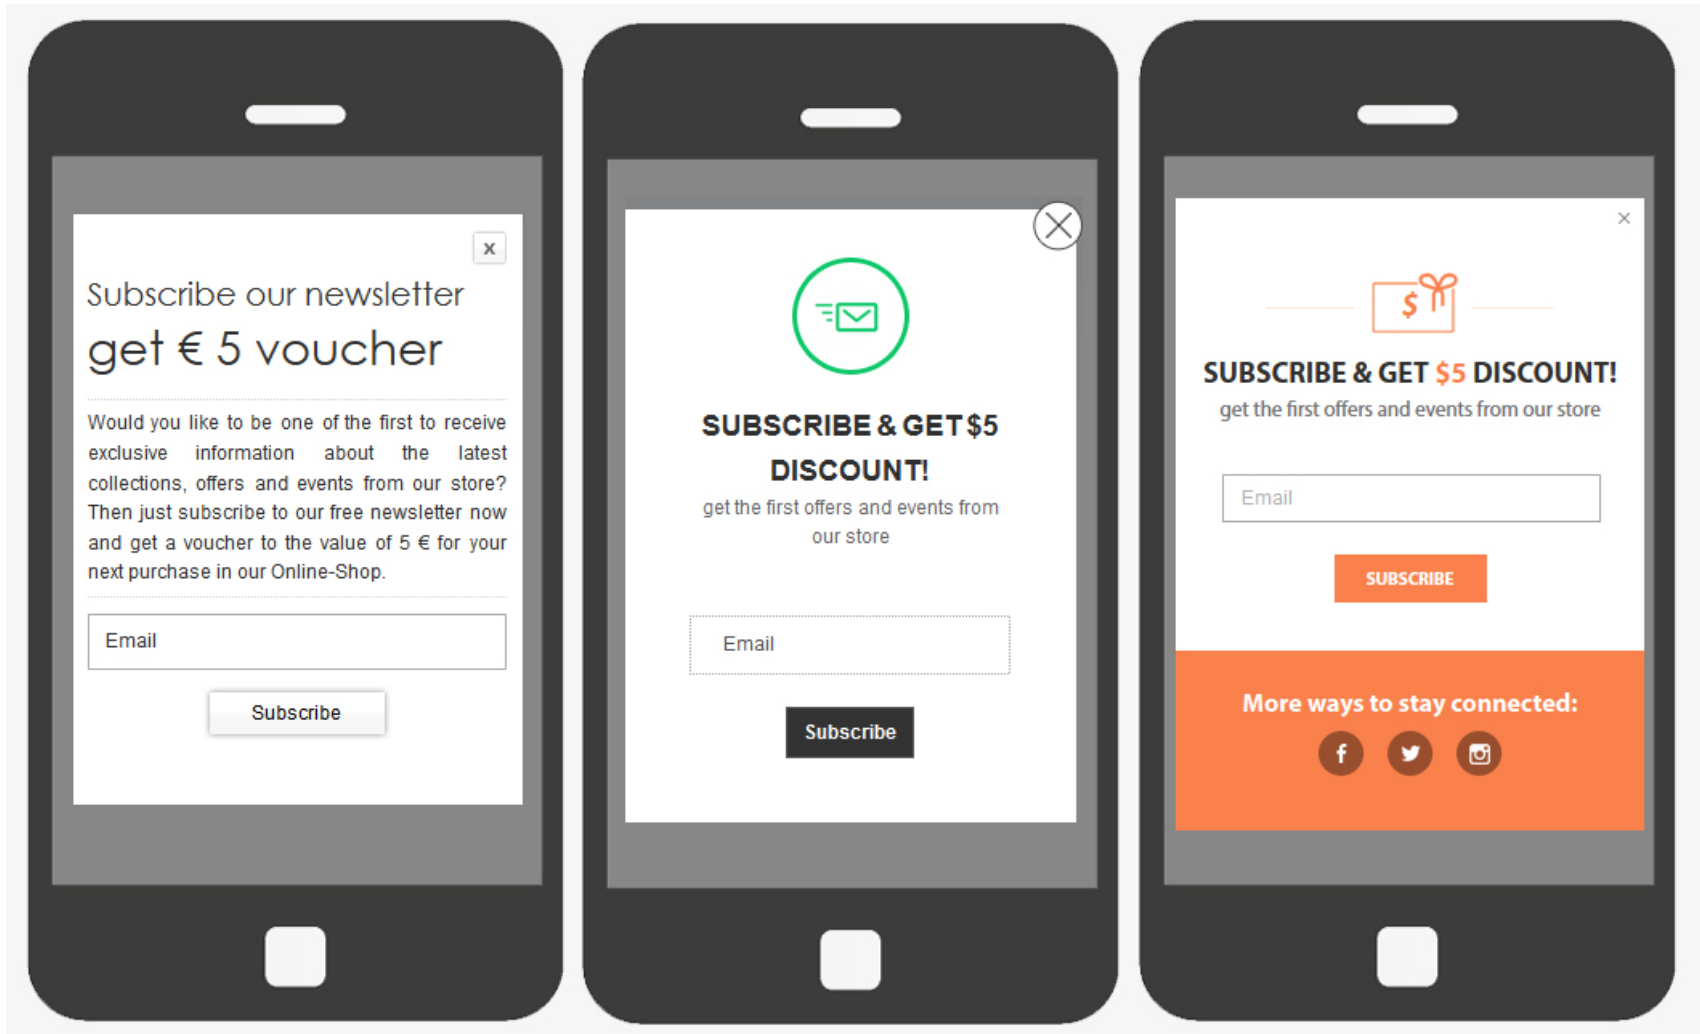 x
Subscribe our newsletter
get € 5 voucher
Would you like to be one of the first to receive
exclusive information about the latest
collections, offers and events from our store?
Then just subscribe to our free newsletter now
and get a voucher to the value of 5 € for your
next purchase in our Online-Shop.
Email
Subscribe
SUBSCRIBE & GET $5
DISCOUNT!
get the first offers and events from
our store
Email
Subscribe
×
$
SUBSCRIBE & GET $5 DISCOUNT!
get the first offers and events from our store
Email
SUBSCRIBE
More ways to stay connected: